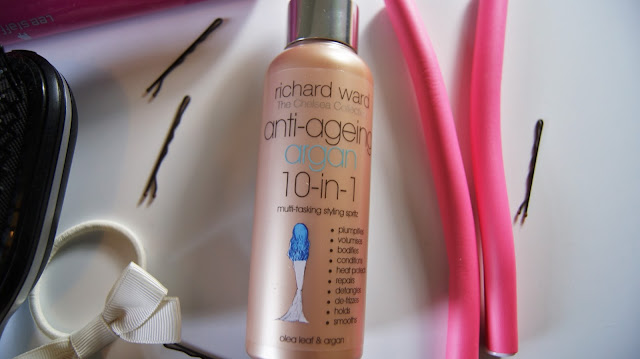 richard ward
The Chelsea Collecti
anti-ageing
argan
10-in-1
multi-tasking styling spritz
• plumpifies
• volumises
• bodifies
• conditions
• heat protects
• repairs
• detangles
• de-frizzes
• holds
• smooths
olea leaf & argan